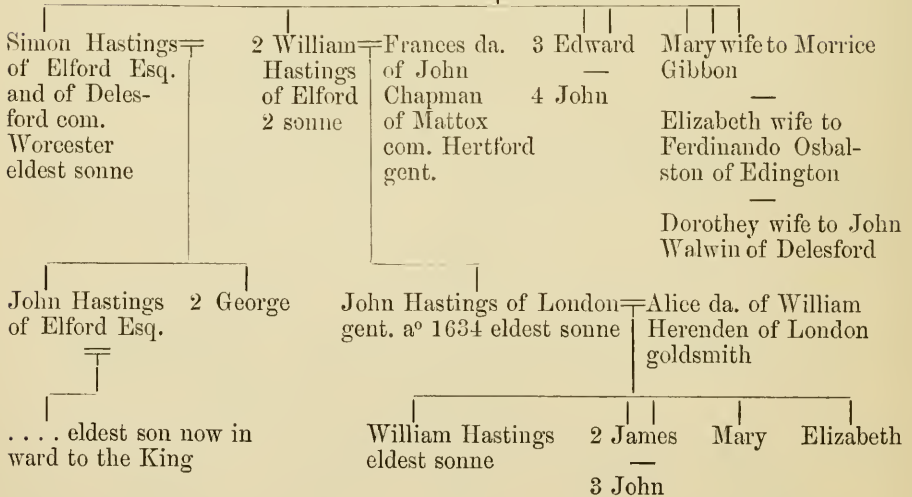 Simon Hastings
of Elford Esq.
and of Deles-
ford com.
Worcester
eldest sonne
2 William
Hastings
of Elford
2 sonne
Frances da.
of John
Chapman
of Mattox
com. Hertford
gent.
3 Edward
—
4 John
Mary wife to Morrice
Gibbon
—
Elizabeth wife to
Ferdinando Osbal-
ston of Edington
—
Dorothey wife to John
Walwin of Delesford
John Hastings
of Elford Esq.
2 George
John Hastings of London
gent. aº 1634 eldest sonne
Alice da. of William
Herenden of London
goldsmith
. . . . eldest son now in
ward to the King
William Hastings
eldest sonne
2 James
—
3 John
Mary
Elizabeth